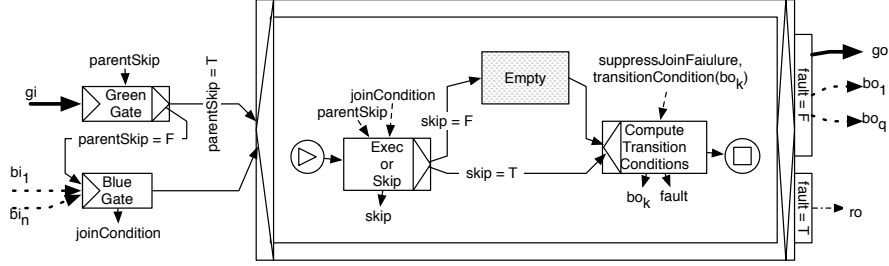 parentSkip
gi
Green
Gate
parentSkip = T
parentSkip = F
bi1
bin
Blue
Gate
joinCondition
joinCondition
parentSkip
Exec
or
Skip
skip
skip = F
skip = T
Empty
suppressJoinFaiulure,
transitionCondition(bok)
Compute
Transition
Conditions
bok
fault
fault = F
go
bo1
boq
fault = T
ro